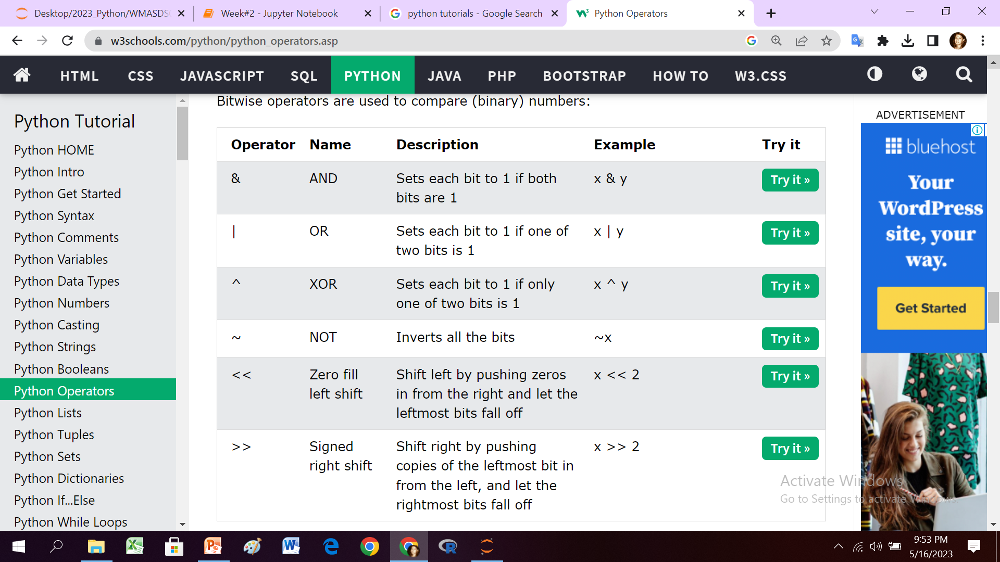 Desktop/2023_Python/WMASDS
Week#2 - Jupyter Notebook
python tutorials - Google Search
Python Operators
w3schools.com/python/python_operators.asp
HTML CSS JAVASCRIPT SQL PYTHON JAVA PHP BOOTSTRAP HOW TO W3.CSS
Python Tutorial
Python HOME
Python Intro
Python Get Started
Python Syntax
Python Comments
Python Variables
Python Data Types
Python Numbers
Python Casting
Python Strings
Python Booleans
Python Operators
Python Lists
Python Tuples
Python Sets
Python Dictionaries
Python If...Else
Python While Loops
Bitwise operators are used to compare (binary) numbers:
Operator Name Description Example Try it
& AND Sets each bit to 1 if both x & y Try it »
bits are 1
| OR Sets each bit to 1 if one of x | y Try it »
two bits is 1
^ XOR Sets each bit to 1 if only x ^ y Try it »
one of two bits is 1
~ NOT Inverts all the bits ~x Try it »
<< Zero fill Shift left by pushing zeros x << 2 Try it »
left shift in from the right and let the
leftmost bits fall off
>> Signed Shift right by pushing x >> 2 Try it »
right shift copies of the leftmost bit in
from the left, and let the
rightmost bits fall off
ADVERTISEMENT
bluehost
Your
WordPress
site, your
way.
Get Started
Activate Windows
Go to Settings to activate Windows.
9:53 PM
5/16/2023